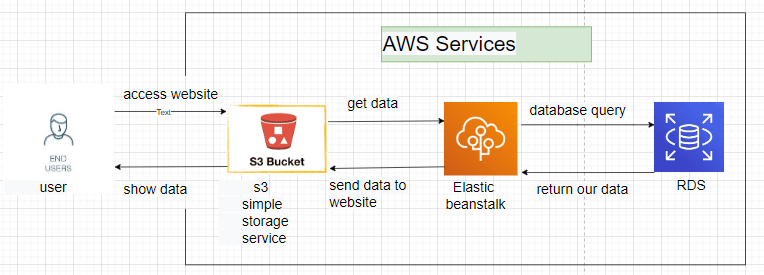 AWS Services
access website
Text
get data
database query
END
USERS
S3 Bucket
user
show data
s3
simple
storage
service
send data to
website
Elastic
beanstalk
return our data
RDS